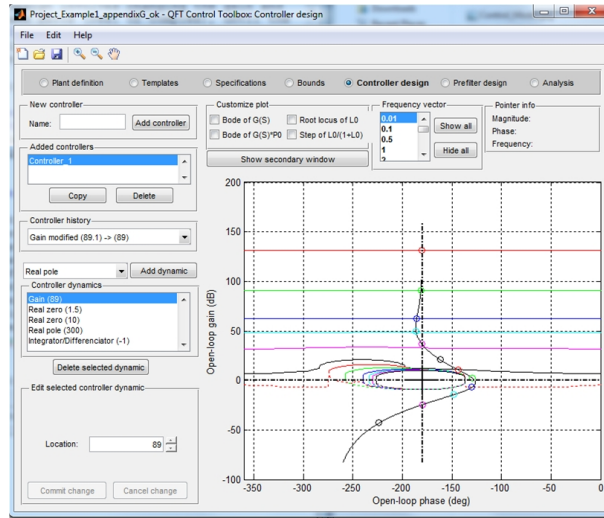 Project_Example1_appendixG_ok - QFT Control Toolbox: Controller design
File Edit Help
Plant definition Templates Specifications Bounds Controller design Prefilter design Analysis
New controller
Name: Add controller
Added controllers
Controller_1
Copy Delete
Controller history
Gain modified (89.1) -> (89)
Real pole Add dynamic
Controller dynamics
Gain (89)
Real zero (1.5)
Real zero (10)
Real pole (300)
Integrator/Differenciator (-1)
Delete selected dynamic
Edit selected controller dynamic
Location: 89
Commit change Cancel change
Customize plot
Bode of G(S) Root locus of L0
Bode of G(S)*P0 Step of L0/(1+L0)
Show secondary window
Frequency vector
0.01
0.1
0.5
1
Show all
Hide all
Pointer info
Magnitude:
Phase:
Frequency:
Open-loop gain (dB)
200
150
100
50
0
-50
-100
-350 -300 -250 -200 -150 -100 -50 0
Open-loop phase (deg)